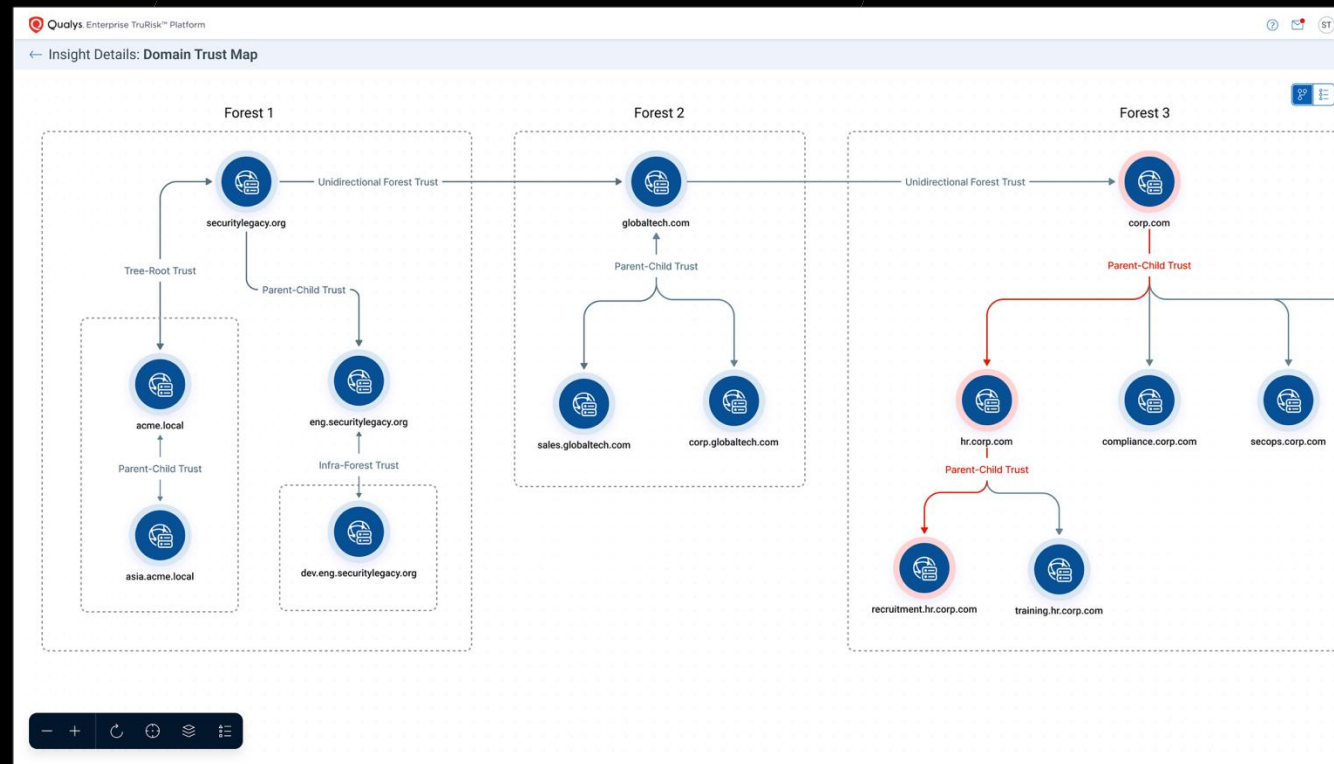 Qualys. Enterprise TruRisk™ Platform
ST
← Insight Details: Domain Trust Map
Forest 1
Forest 2
Forest 3
Unidirectional Forest Trust
Unidirectional Forest Trust
securitylegacy.org
globaltech.com
corp.com
Tree-Root Trust
Parent-Child Trust
Parent-Child Trust
Parent-Child Trust
acme.local
eng.securitylegacy.org
sales.globaltech.com
corp.globaltech.com
hr.corp.com
compliance.corp.com
secops.corp.com
Parent-Child Trust
Infra-Forest Trust
Parent-Child Trust
asia.acme.local
dev.eng.securitylegacy.org
recruitment.hr.corp.com
training.hr.corp.com